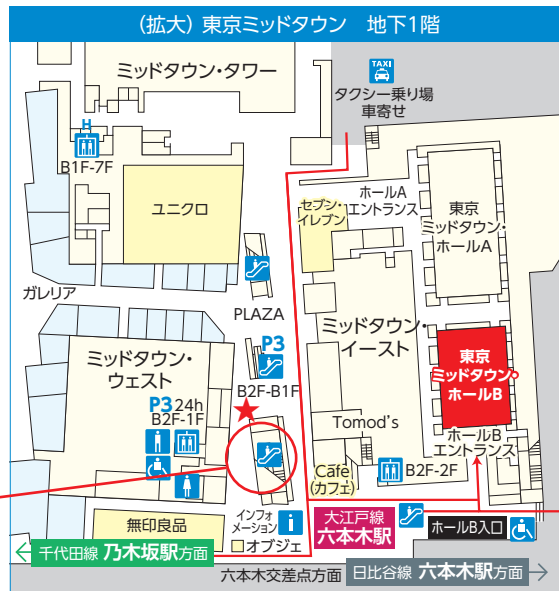 (拡大) 東京ミッドタウン 地下1階
ミッドタウン・タワー
TAXI
タクシー乗り場
車寄せ
H
B1F-7F
ユニクロ
セブン‐
イレブン
ホールA
エントランス
東京
ミッドタウン・
ホールA
ガレリア
PLAZA
ミッドタウン・
イースト
東京
ミッドタウン・
ホールB
ミッドタウン・
ウェスト
P3
B2F-B1F
P3 24h
B2F-1F
Tomod's
ホールB
エントランス
Café
(カフェ)
B2F-2F
無印良品
インフォ
メーション
i
オブジェ
大江戸線
六本木駅
ホールB入口
千代田線 乃木坂駅方面
六本木交差点方面
日比谷線 六本木駅方面